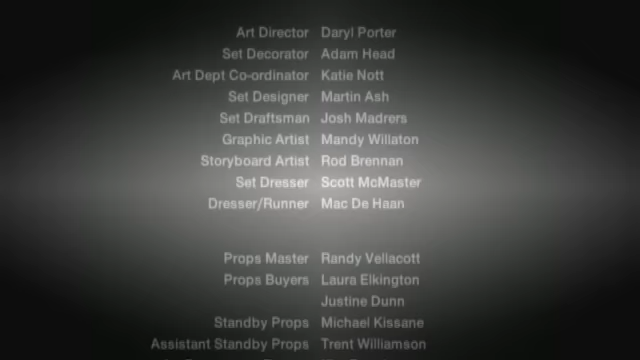 Art Director Daryl Porter
Set Decorator Adam Head
Art Dept Co-ordinator Katie Nott
Set Designer Martin Ash
Set Draftsman Josh Madrers
Graphic Artist Mandy Willaton
Storyboard Artist Rod Brennan
Set Dresser Scott McMaster
Dresser/Runner Mac De Haan
Props Master Randy Vellacott
Props Buyers Laura Elkington
Justine Dunn
Standby Props Michael Kissane
Assistant Standby Props Trent Williamson